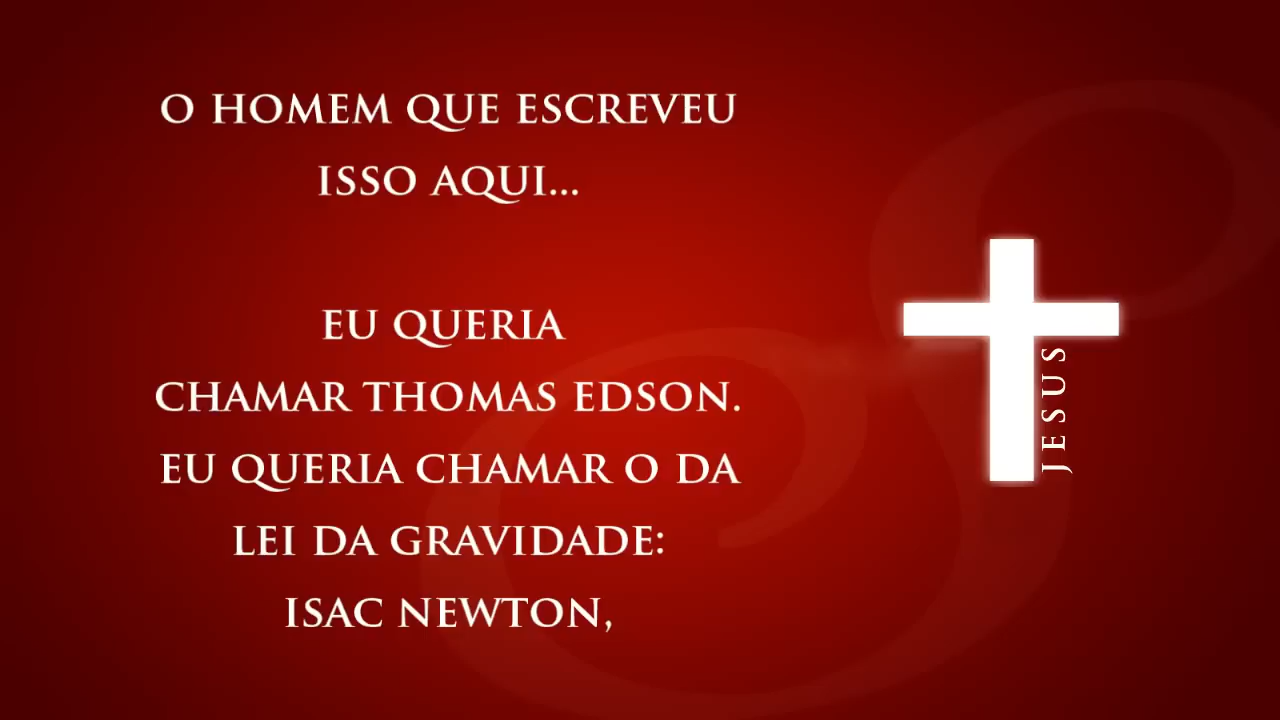 O HOMEM QUE ESCREVEU
ISSO AQUI...
EU QUERIA
CHAMAR THOMAS EDSON.
EU QUERIA CHAMAR O DA
LEI DA GRAVIDADE:
ISAC NEWTON,
JESUS